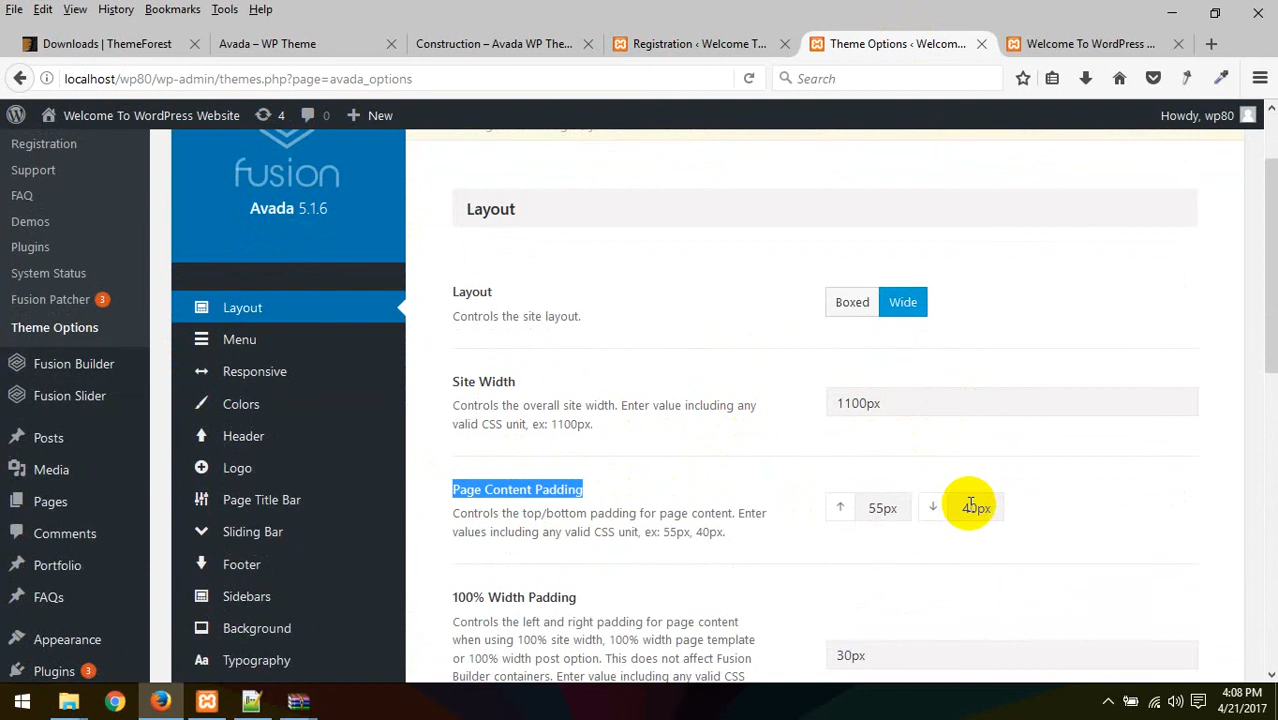 File Edit View History Bookmarks Tools Help
Downloads | ThemeForest
Avada – WP Theme
Construction – Avada WP The...
Registration ‹ Welcome T...
Theme Options ‹ Welcom...
Welcome To WordPress ...
localhost/wp80/wp-admin/themes.php?page=avada_options
Search
Welcome To WordPress Website 4 0 New
Howdy, wp80
Registration
Support
FAQ
Demos
Plugins
System Status
Fusion Patcher 3
Theme Options
Fusion Builder
Fusion Slider
Posts
Media
Pages
Comments
Portfolio
FAQs
Appearance
Plugins 3
fusion
Avada 5.1.6
Layout
Menu
Responsive
Colors
Header
Logo
Page Title Bar
Sliding Bar
Footer
Sidebars
Background
Aa Typography
Layout
Layout
Controls the site layout.
Boxed Wide
Site Width
Controls the overall site width. Enter value including any
valid CSS unit, ex: 1100px.
1100px
Page Content Padding
Controls the top/bottom padding for page content. Enter
values including any valid CSS unit, ex: 55px, 40px.
55px 40px
100% Width Padding
Controls the left and right padding for page content
when using 100% site width, 100% width page template
or 100% width post option. This does not affect Fusion
Builder containers. Enter value including any valid CSS
30px
4:08 PM
4/21/2017